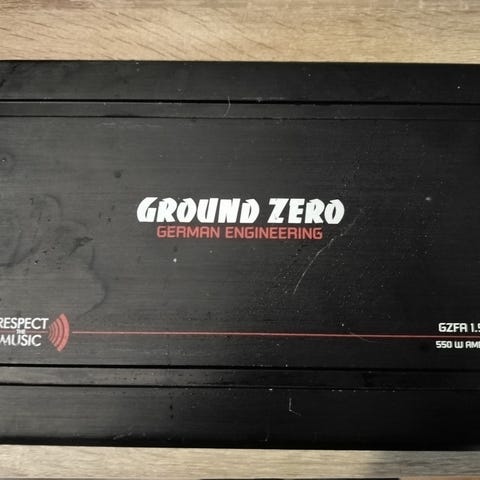 GROUND ZERO
GERMAN ENGINEERING
RESPECT
THE
MUSIC
GZFA 1.5
550 W AM